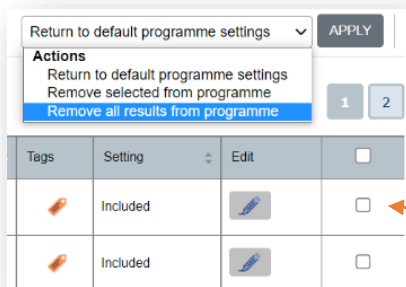 Return to default programme settings APPLY
Actions
Return to default programme settings
Remove selected from programme
Remove all results from programme
1 2
Tags Setting Edit
Included
Included